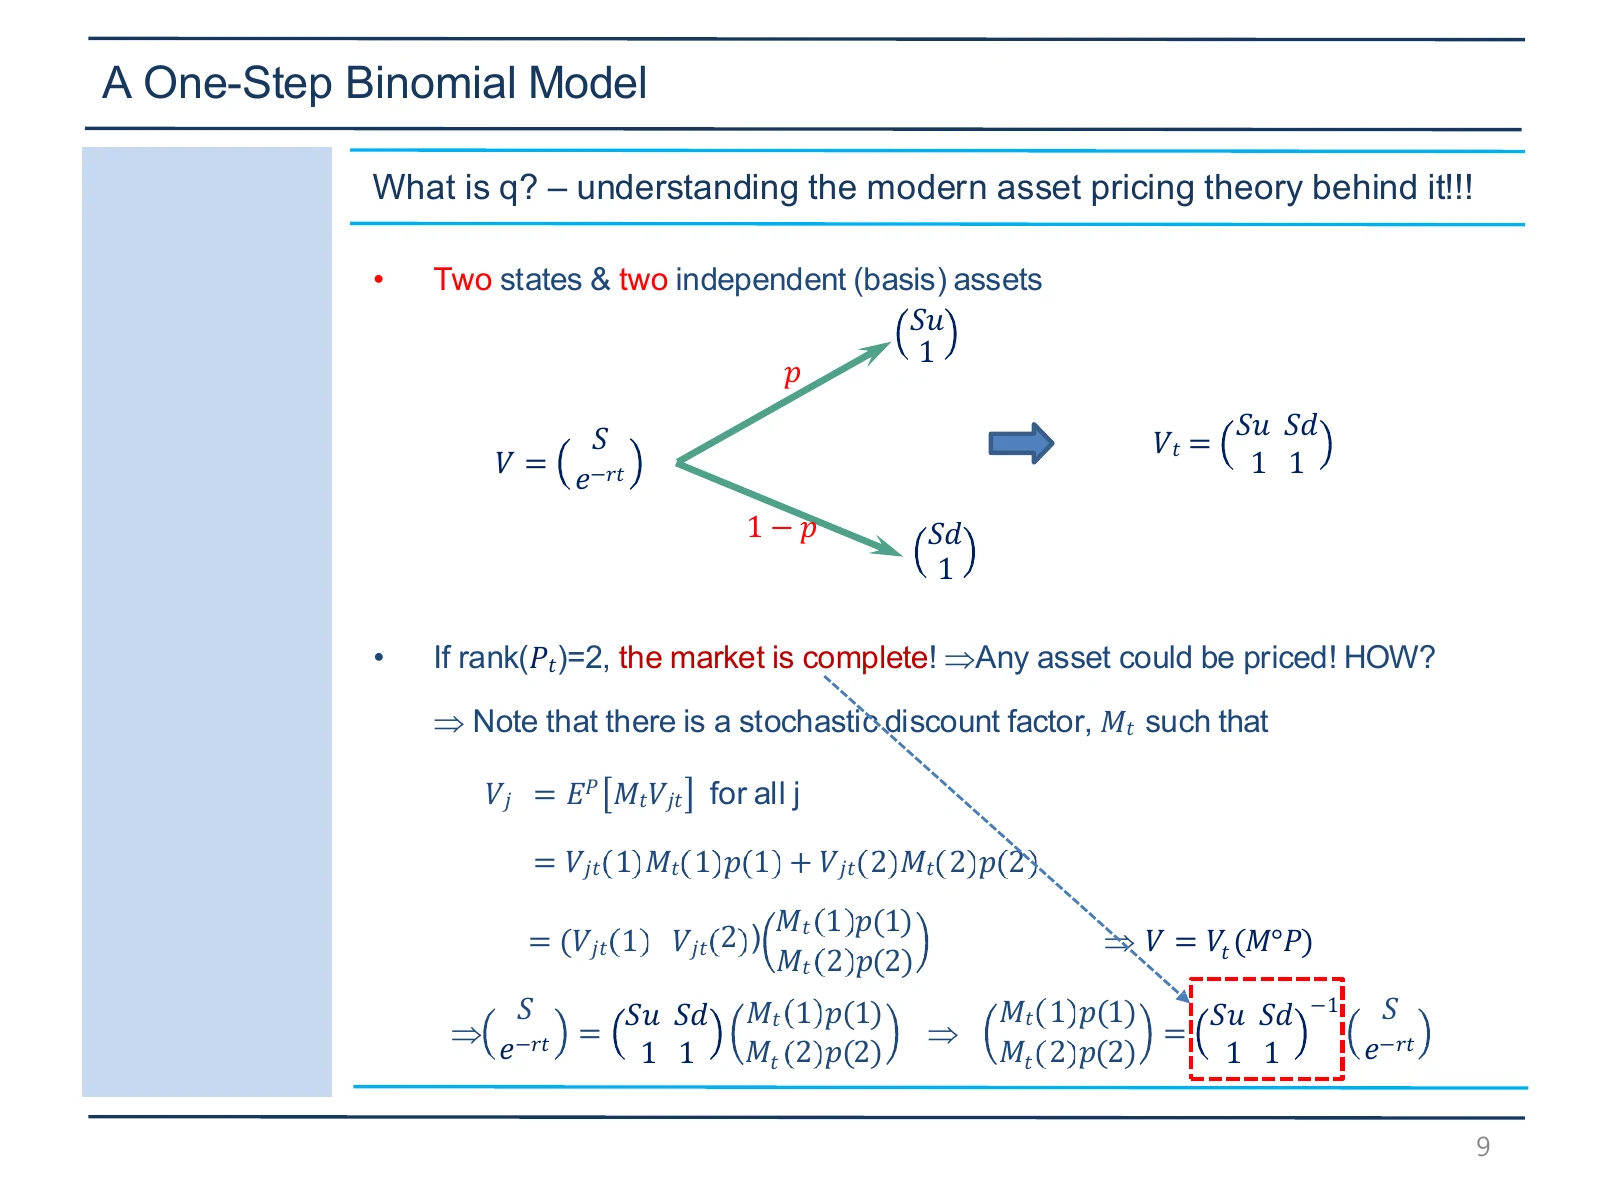 A One-Step Binomial Model
What is q? – understanding the modern asset pricing theory behind it!!!
• Two states & two independent (basis) assets
(Su
1)
p
V = (S
e^{−rt})
V_t = (Su Sd
1 1)
1 − p
(Sd
1)
• If rank(P_t)=2, the market is complete! ⇒Any asset could be priced! HOW?
⇒ Note that there is a stochastic discount factor, M_t such that
V_j = E^P[M_tV_{jt}] for all j
= V_{jt}(1)M_t(1)p(1) + V_{jt}(2)M_t(2)p(2)
= (V_{jt}(1) V_{jt}(2))(M_t(1)p(1)
M_t(2)p(2)) ⇒ V = V_t(M°P)
⇒(S
e^{−rt}) = (Su Sd
1 1)(M_t(1)p(1)
M_t(2)p(2)) ⇒ (M_t(1)p(1)
M_t(2)p(2)) = (Su Sd
1 1)^{−1}(S
e^{−rt})
9